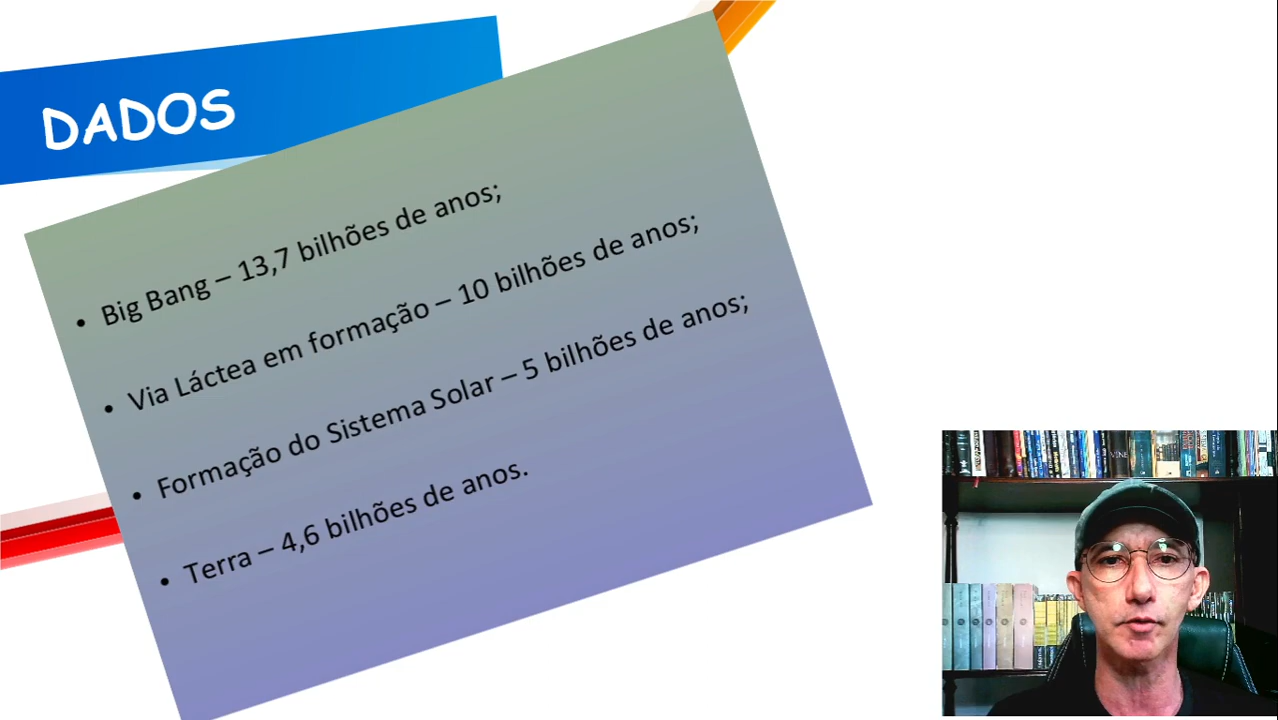 DADOS
• Big Bang – 13,7 bilhões de anos;
• Via Láctea em formação – 10 bilhões de anos;
• Formação do Sistema Solar – 5 bilhões de anos;
• Terra – 4,6 bilhões de anos.
VINE